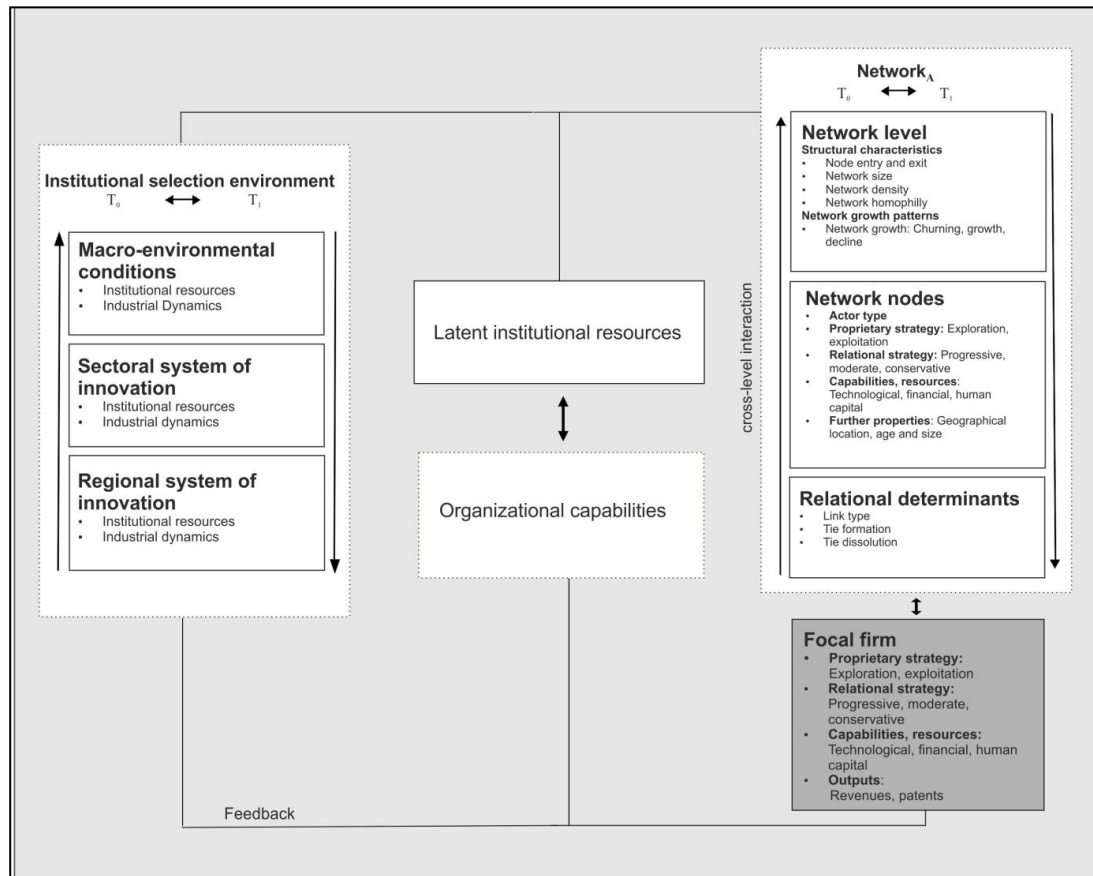 Institutional selection environment
T0 T1
Macro-environmental
conditions
• Institutional resources
• Industrial Dynamics
Sectoral system of
innovation
• Institutional resources
• Industrial dynamics
Regional system of
innovation
• Institutional resources
• Industrial dynamics
Latent institutional resources
Organizational capabilities
Feedback
cross-level interaction
NetworkA
T0 T1
Network level
Structural characteristics
• Node entry and exit
• Network size
• Network density
• Network homophilly
Network growth patterns
• Network growth: Churning, growth,
decline
Network nodes
• Actor type
• Proprietary strategy: Exploration,
exploitation
• Relational strategy: Progressive,
moderate, conservative
• Capabilities, resources:
Technological, financial, human
capital
• Further properties: Geographical
location, age and size
Relational determinants
• Link type
• Tie formation
• Tie dissolution
Focal firm
• Proprietary strategy:
Exploration, exploitation
• Relational strategy:
Progressive, moderate,
conservative
• Capabilities, resources:
Technological, financial, human
capital
• Outputs:
Revenues, patents